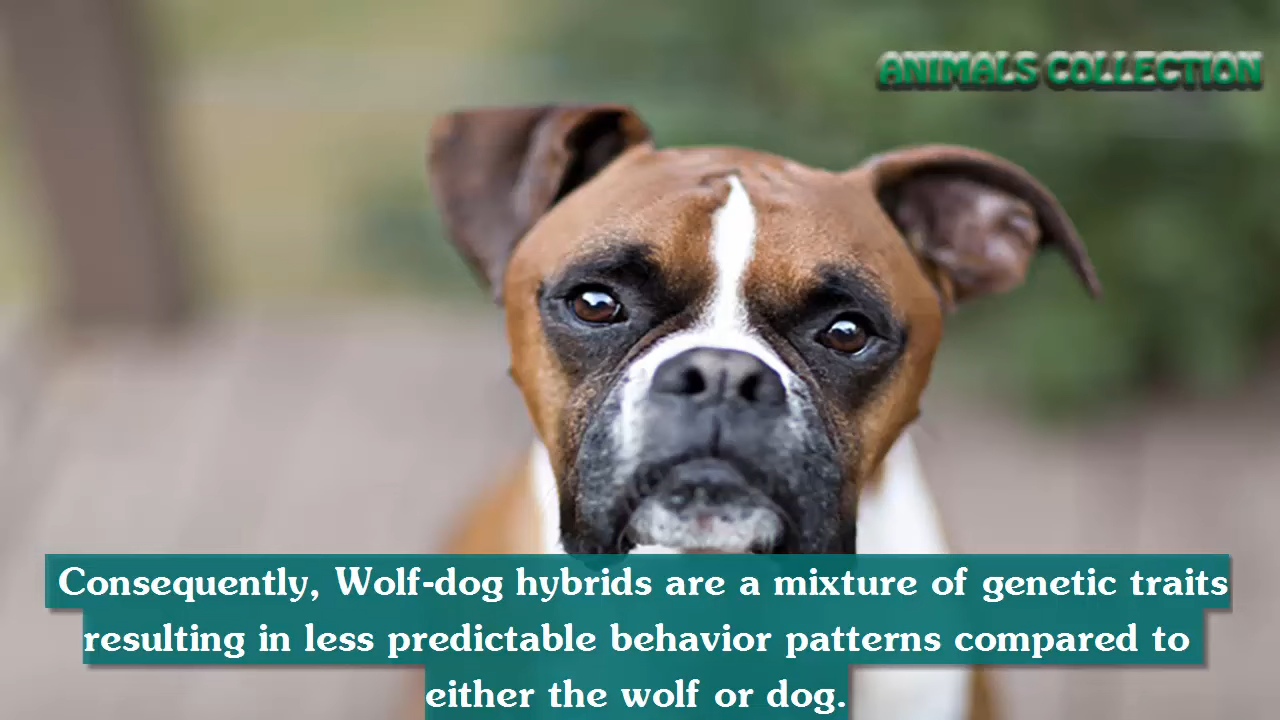 ANIMALS COLLECTION
Consequently, Wolf-dog hybrids are a mixture of genetic traits
resulting in less predictable behavior patterns compared to
either the wolf or dog.